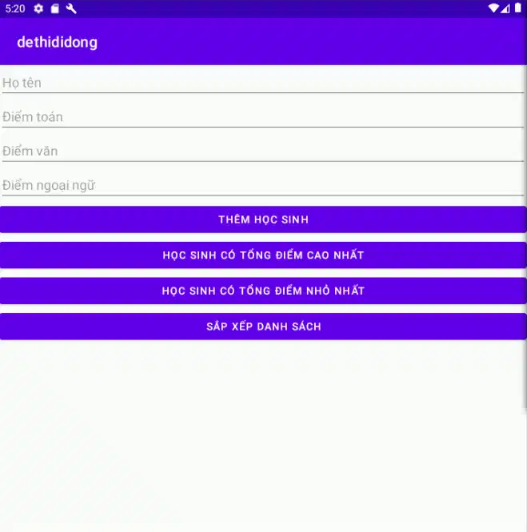 5:20
dethididong
Họ tên
Điểm toán
Điểm văn
Điểm ngoại ngữ
THÊM HỌC SINH
HỌC SINH CÓ TỔNG ĐIỂM CAO NHẤT
HỌC SINH CÓ TỔNG ĐIỂM NHỎ NHẤT
SẮP XẾP DANH SÁCH